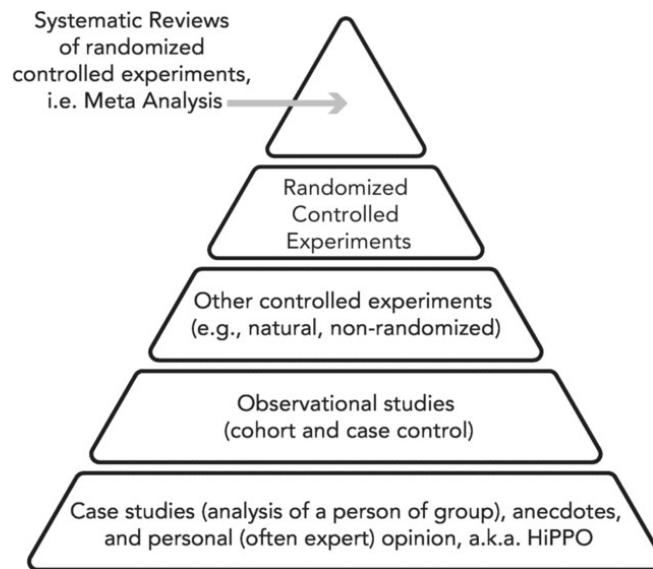 Systematic Reviews
of randomized
controlled experiments,
i.e. Meta Analysis
Randomized
Controlled
Experiments
Other controlled experiments
(e.g., natural, non-randomized)
Observational studies
(cohort and case control)
Case studies (analysis of a person of group), anecdotes,
and personal (often expert) opinion, a.k.a. HiPPO